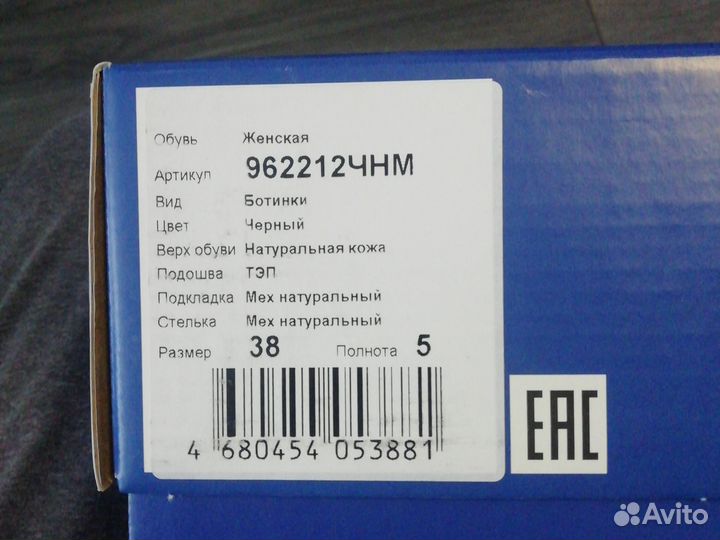 Обувь Женская
Артикул 962212ЧНМ
Вид Ботинки
Цвет Черный
Верх обуви Натуральная кожа
Подошва ТЭП
Подкладка Мех натуральный
Стелька Мех натуральный
Размер 38 Полнота 5
4 680454 053881
EAC
Avito